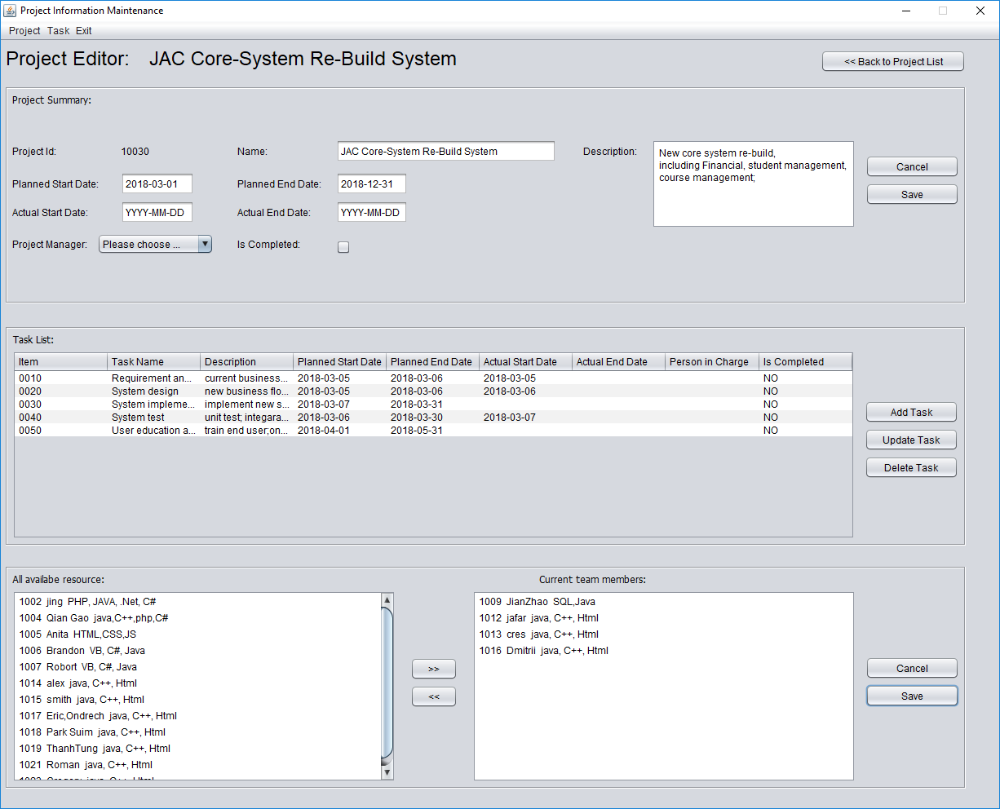 Project Information Maintenance
Project Task Exit
Project Editor: JAC Core-System Re-Build System
<< Back to Project List
Project Summary:
Project Id: 10030 Name: JAC Core-System Re-Build System Description:
New core system re-build,
including Financial, student management,
course management;
Cancel
Planned Start Date: 2018-03-01 Planned End Date: 2018-12-31
Save
Actual Start Date: YYYY-MM-DD Actual End Date: YYYY-MM-DD
Project Manager: Please choose ... Is Completed:
Task List:
Item Task Name Description Planned Start Date Planned End Date Actual Start Date Actual End Date Person in Charge Is Completed
0010 Requirement an... current business... 2018-03-05 2018-03-06 2018-03-05 NO
0020 System design new business flo... 2018-03-05 2018-03-06 2018-03-06 NO
0030 System impleme... implement new s... 2018-03-07 2018-03-31 NO
0040 System test unit test; integara... 2018-03-06 2018-03-30 2018-03-07 NO
0050 User education a... train end user;on... 2018-04-01 2018-05-31 NO
Add Task
Update Task
Delete Task
All availabe resource:
1002 jing PHP, JAVA, .Net, C#
1004 Qian Gao java,C++,php,C#
1005 Anita HTML,CSS,JS
1006 Brandon VB, C#, Java
1007 Robort VB, C#, Java
1014 alex java, C++, Html
1015 smith java, C++, Html
1017 Eric,Ondrech java, C++, Html
1018 Park Suim java, C++, Html
1019 ThanhTung java, C++, Html
1021 Roman java, C++, Html
>>
<<
Current team members:
1009 JianZhao SQL,Java
1012 jafar java, C++, Html
1013 cres java, C++, Html
1016 Dmitrii java, C++, Html
Cancel
Save